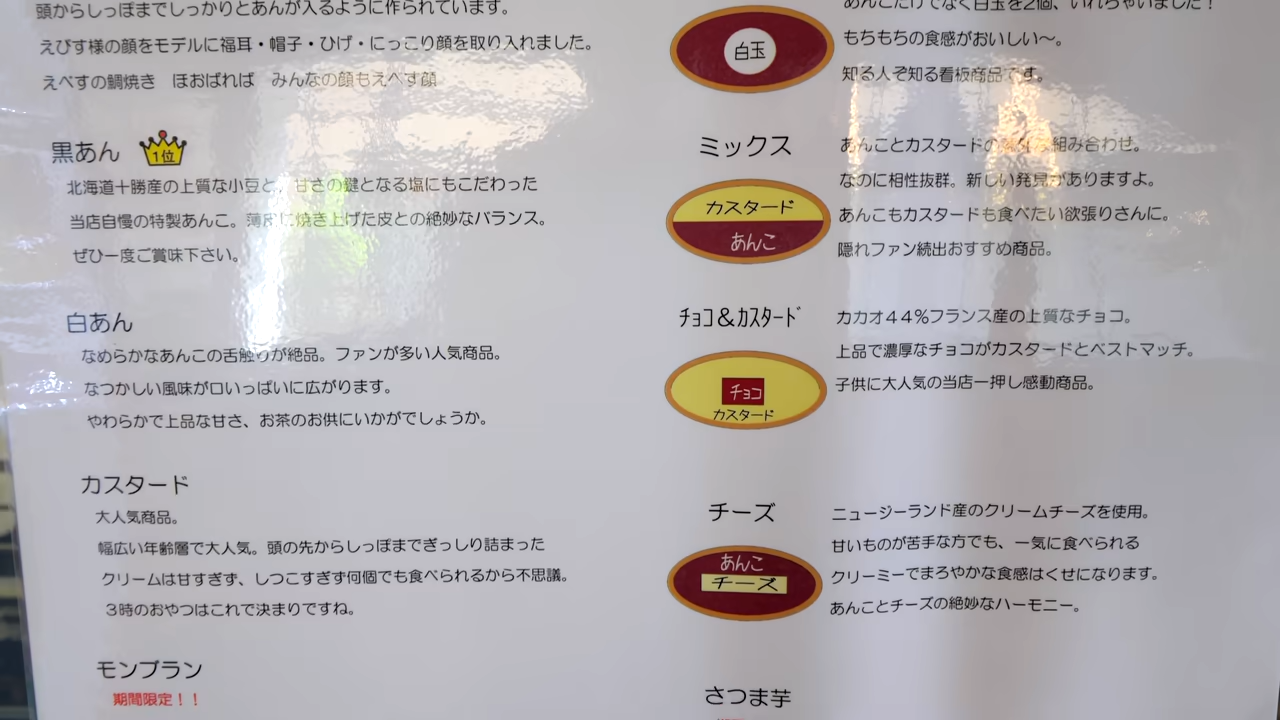 頭からしっぽまでしっかりとあんが入るように作られています。
えびす様の顔をモデルに福耳・帽子・ひげ・にっこり顔を取り入れました。
えべすの鯛焼き　ほおばれば　みんなの顔もえべす顔
黒あん
1位
北海道十勝産の上質な小豆と、甘さの鍵となる塩にもこだわった
当店自慢の特製あんこ。薄皮に焼き上げた皮との絶妙なバランス。
ぜひ一度ご賞味下さい。
白あん
なめらかなあんこの舌触りが絶品。ファンが多い人気商品。
なつかしい風味が口いっぱいに広がります。
やわらかで上品な甘さ、お茶のお供にいかがでしょうか。
カスタード
大人気商品。
幅広い年齢層で大人気。頭の先からしっぽまでぎっしり詰まった
クリームは甘すぎず、しつこすぎず何個でも食べられるから不思議。
３時のおやつはこれで決まりですね。
モンブラン
期間限定！！
あんこだけでなく白玉を2個、いれちゃいました！
白玉
もちもちの食感がおいしい～。
知る人ぞ知る看板商品です。
ミックス
カスタード
あんこ
あんことカスタードの 組み合わせ。
なのに相性抜群。新しい発見がありますよ。
あんこもカスタードも食べたい欲張りさんに。
隠れファン続出おすすめ商品。
ﾁｮｺ＆ｶｽﾀｰﾄﾞ
チョコ
カスタード
カカオ４４％フランス産の上質なチョコ。
上品で濃厚なチョコがカスタードとベストマッチ。
子供に大人気の当店一押し感動商品。
チーズ
あんこ
チーズ
ニュージーランド産のクリームチーズを使用。
甘いものが苦手な方でも、一気に食べられる
クリーミーでまろやかな食感はくせになります。
あんことチーズの絶妙なハーモニー。
さつま芋